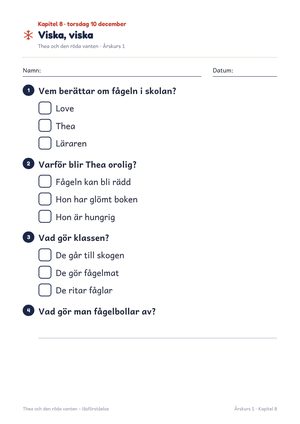 Kapitel 8 · torsdag 10 december
Viska, viska
Thea och den röda vanten · Årskurs 1
Namn:
Datum:
1 Vem berättar om fågeln i skolan?
Love
Thea
Läraren
2 Varför blir Thea orolig?
Fågeln kan bli rädd
Hon har glömt boken
Hon är hungrig
3 Vad gör klassen?
De går till skogen
De gör fågelmat
De ritar fåglar
4 Vad gör man fågelbollar av?
Thea och den röda vanten – läsförståelse
Årskurs 1 · Kapitel 8